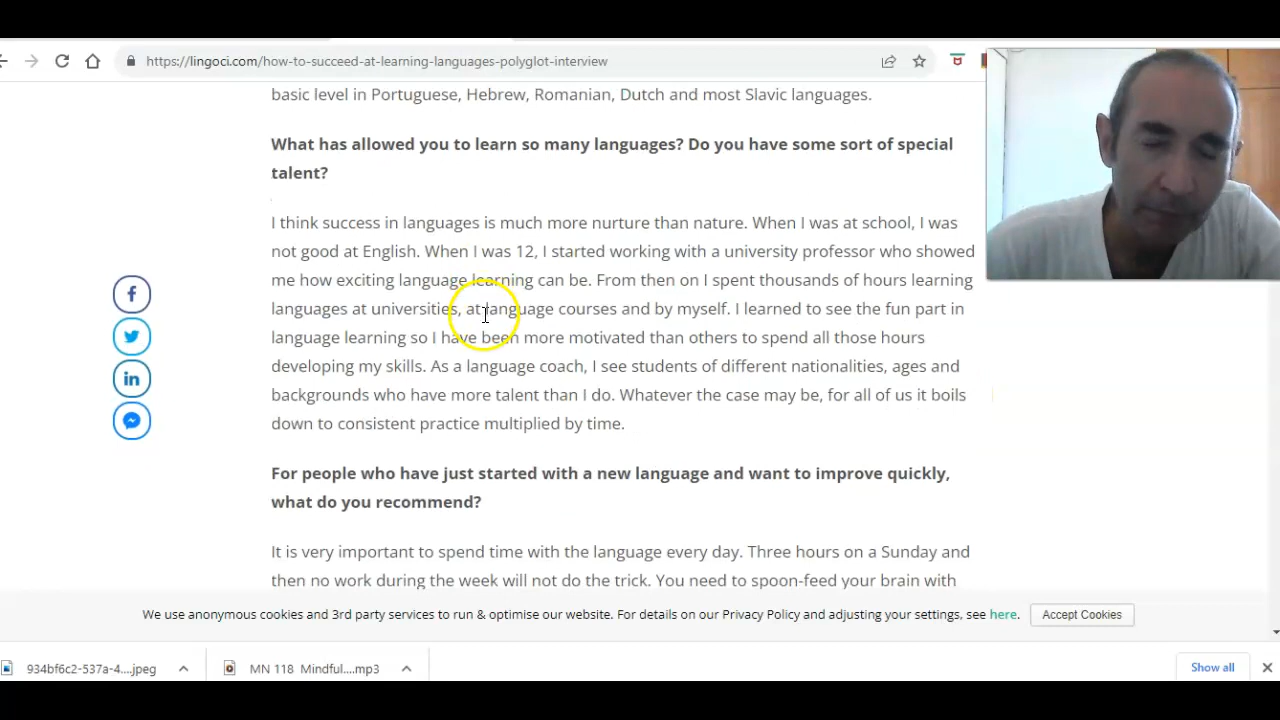 https://lingoci.com/how-to-succeed-at-learning-languages-polyglot-interview
basic level in Portuguese, Hebrew, Romanian, Dutch and most Slavic languages.
What has allowed you to learn so many languages? Do you have some sort of special
talent?
I think success in languages is much more nurture than nature. When I was at school, I was
not good at English. When I was 12, I started working with a university professor who showed
me how exciting language learning can be. From then on I spent thousands of hours learning
languages at universities, at language courses and by myself. I learned to see the fun part in
language learning so I have been more motivated than others to spend all those hours
developing my skills. As a language coach, I see students of different nationalities, ages and
backgrounds who have more talent than I do. Whatever the case may be, for all of us it boils
down to consistent practice multiplied by time.
For people who have just started with a new language and want to improve quickly,
what do you recommend?
It is very important to spend time with the language every day. Three hours on a Sunday and
then no work during the week will not do the trick. You need to spoon-feed your brain with
We use anonymous cookies and 3rd party services to run & optimise our website. For details on our Privacy Policy and adjusting your settings, see here.
Accept Cookies
934bf6c2-537a-4....jpeg
MN 118 Mindful....mp3
Show all